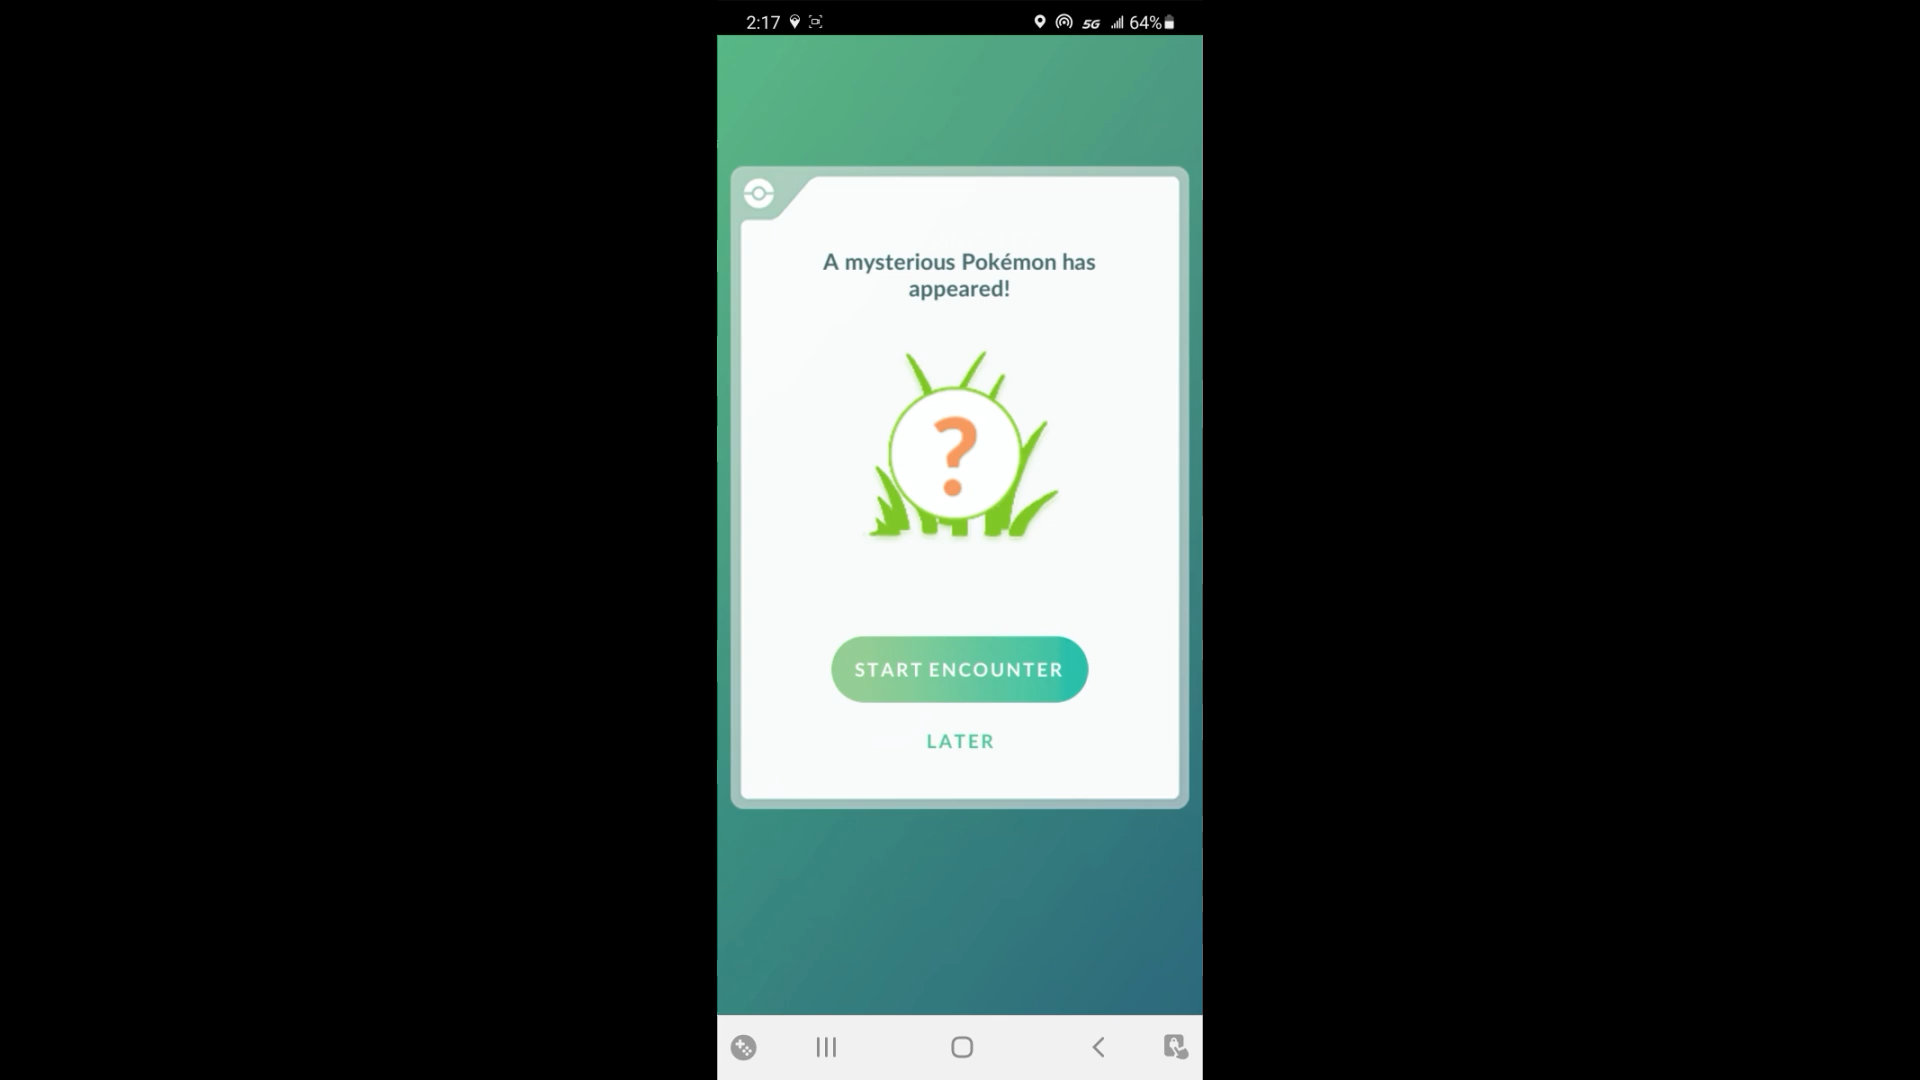 2:17 5G 64%
A mysterious Pokémon has
appeared!
?
START ENCOUNTER
LATER